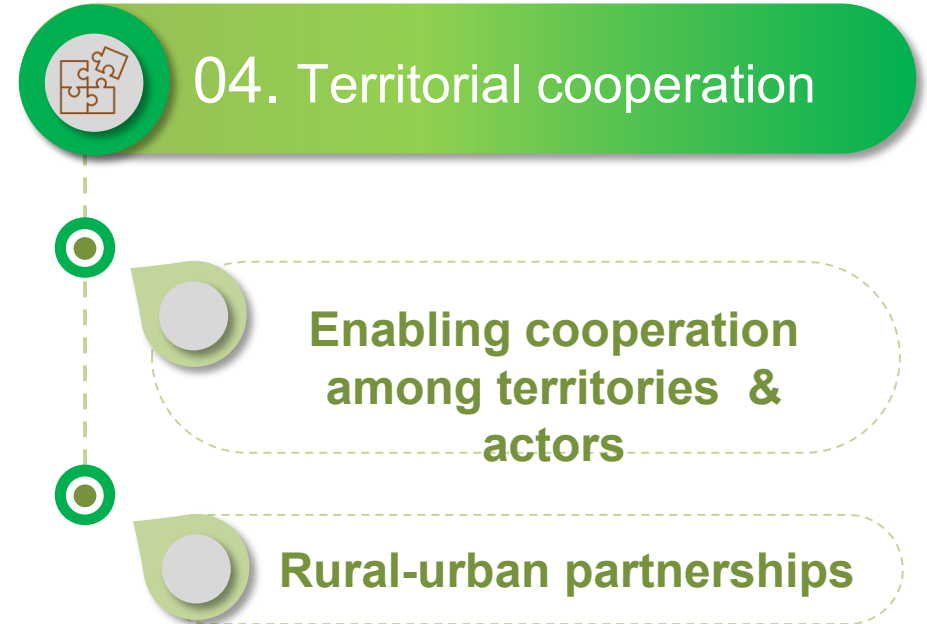 04. Territorial cooperation
Enabling cooperation
among territories &
actors
Rural-urban partnerships